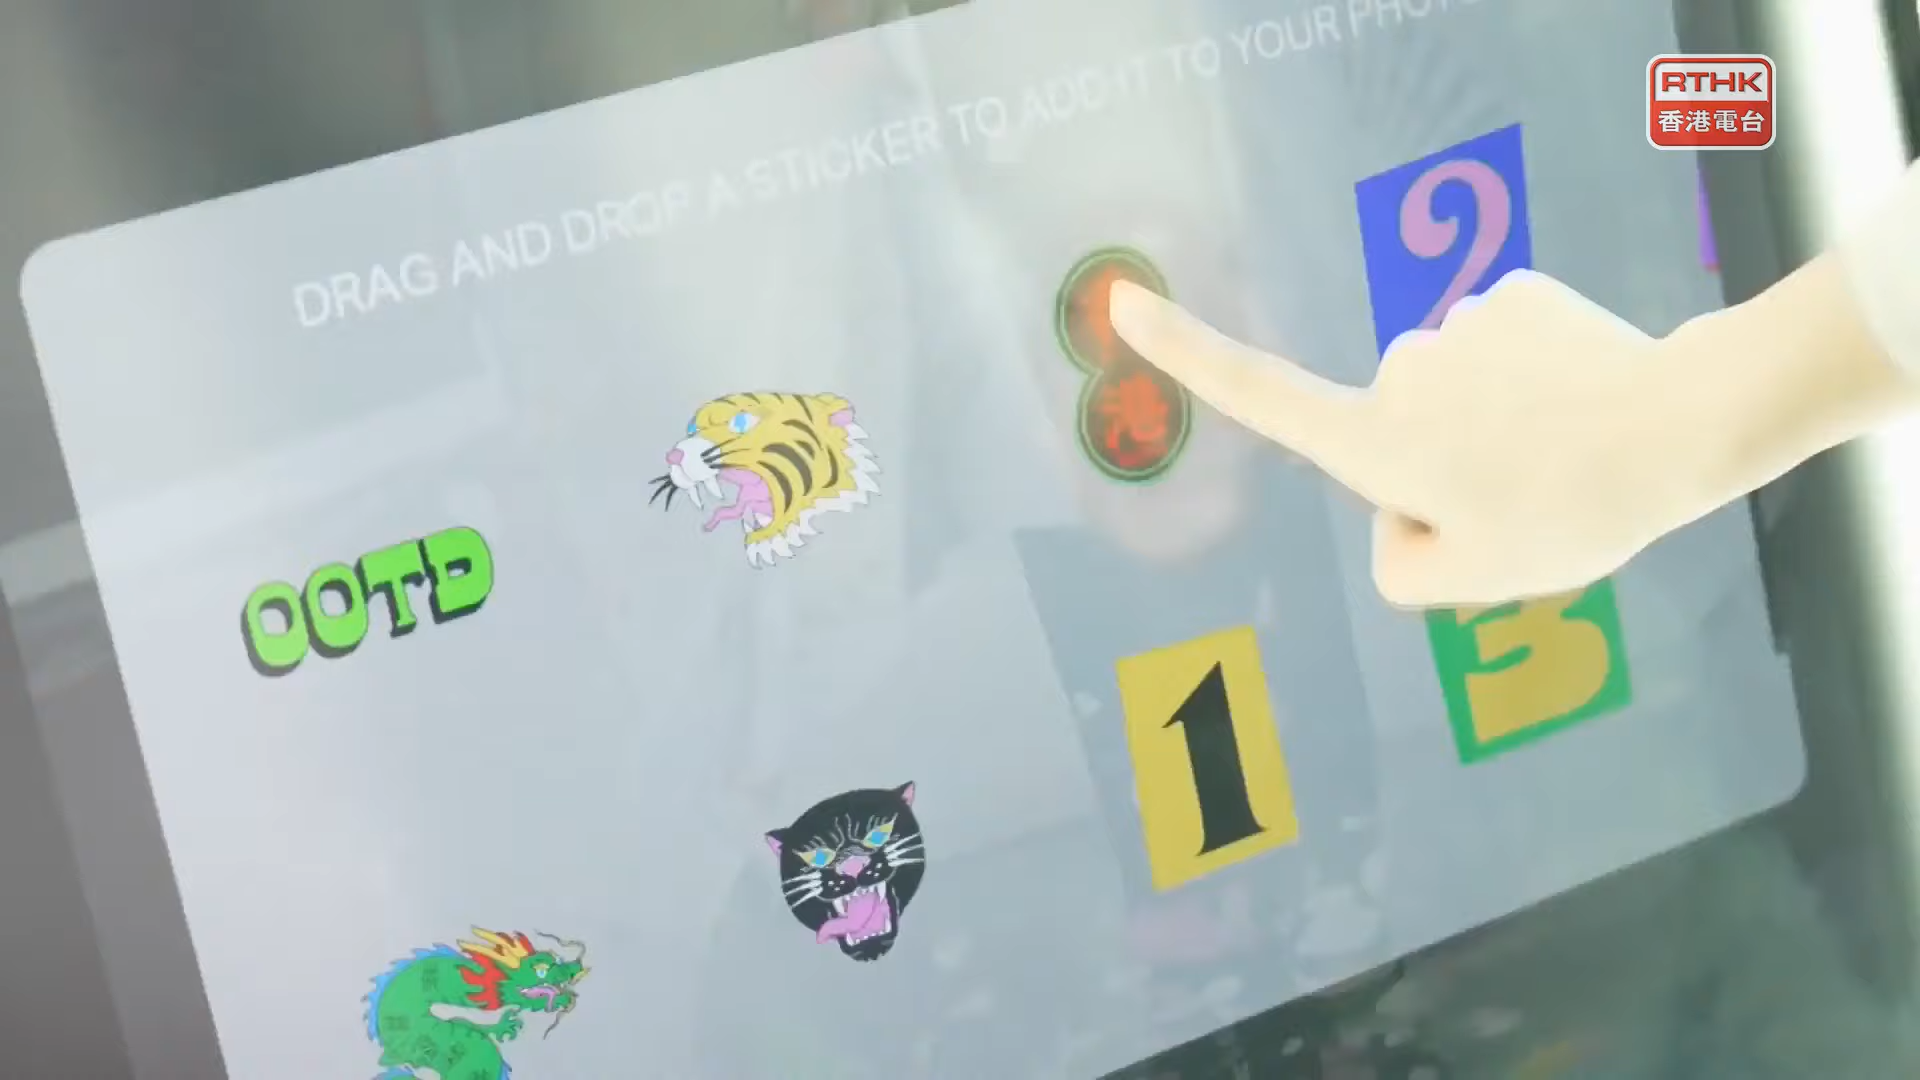 DRAG AND DROP A STICKER TO ADD IT TO YOUR
RTHK
香港電台
2
港
OOTD
1
3